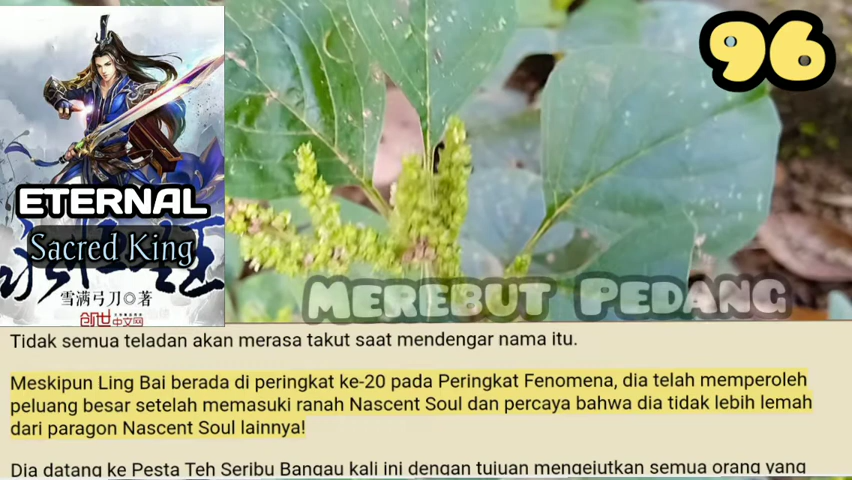 96
ETERNAL
Sacred King
雪满弓刀◎著
创世中文网
MEREBUT PEDANG
Tidak semua teladan akan merasa takut saat mendengar nama itu.
Meskipun Ling Bai berada di peringkat ke-20 pada Peringkat Fenomena, dia telah memperoleh
peluang besar setelah memasuki ranah Nascent Soul dan percaya bahwa dia tidak lebih lemah
dari paragon Nascent Soul lainnya!
Dia datang ke Pesta Teh Seribu Bangau kali ini dengan tujuan mengejutkan semua orang yang